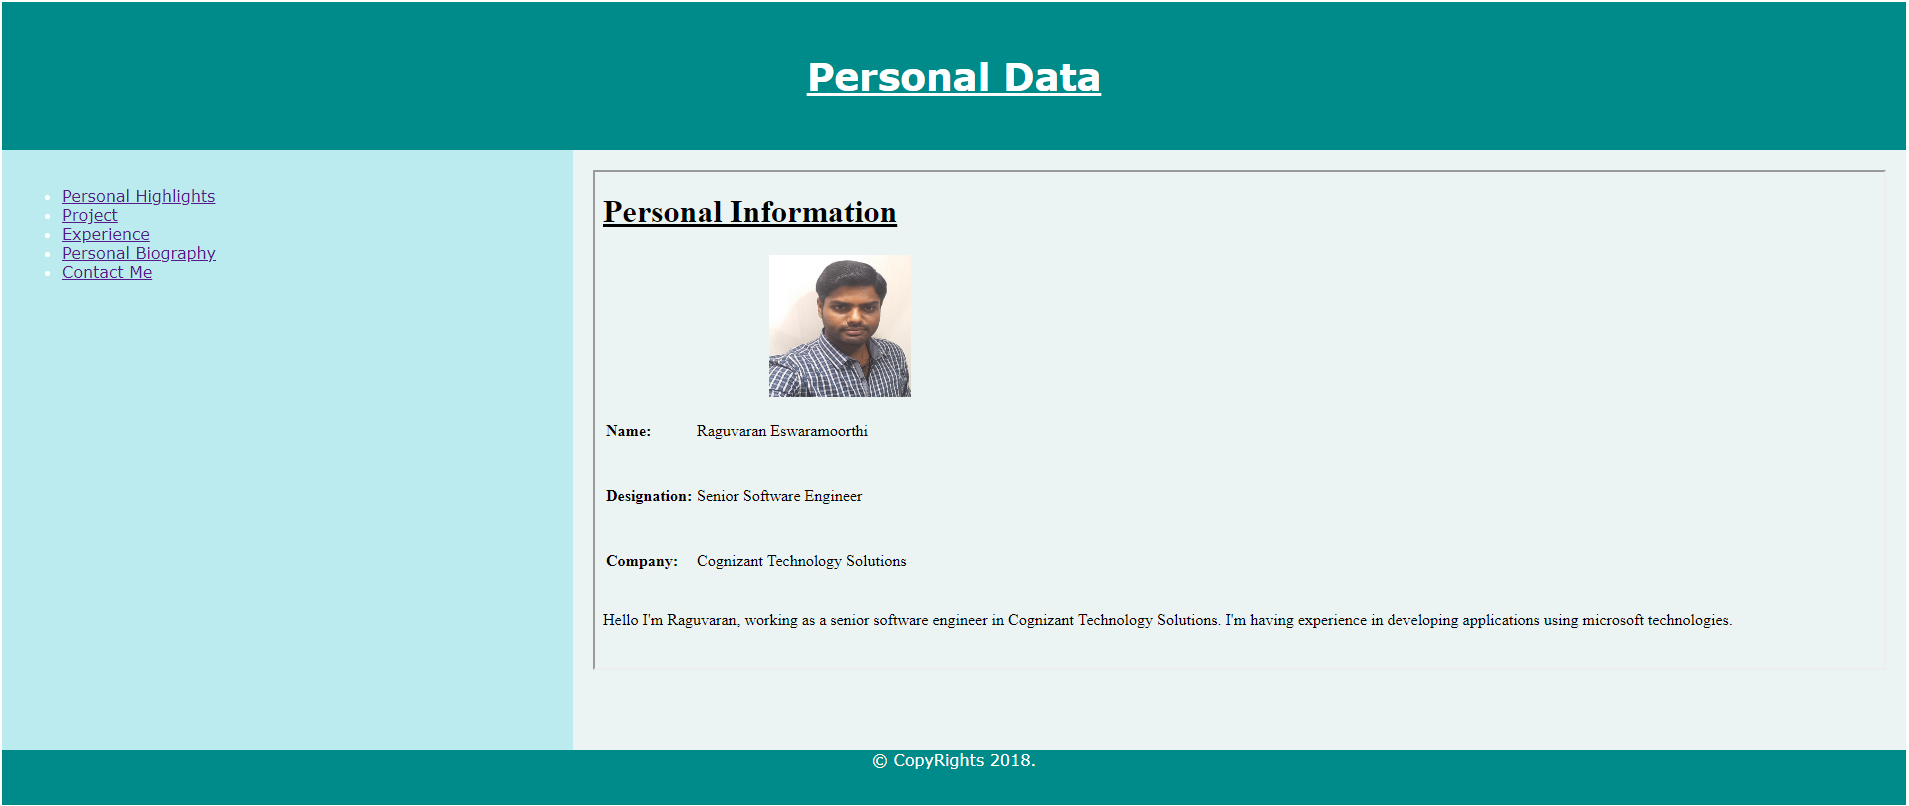 Personal Data
Personal Highlights
Project
Experience
Personal Biography
Contact Me
Personal Information
Name: Raguvaran Eswaramoorthi
Designation: Senior Software Engineer
Company: Cognizant Technology Solutions
Hello I'm Raguvaran, working as a senior software engineer in Cognizant Technology Solutions. I'm having experience in developing applications using microsoft technologies.
© CopyRights 2018.